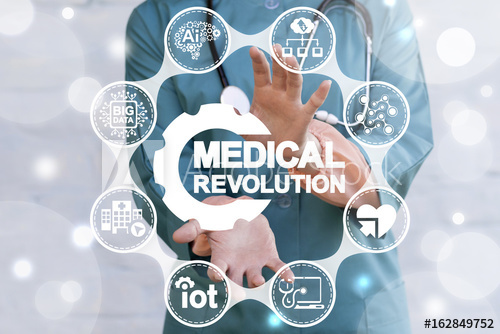 Ai
BIG
DATA
MEDICAL
REVOLUTION
iot
#162849752